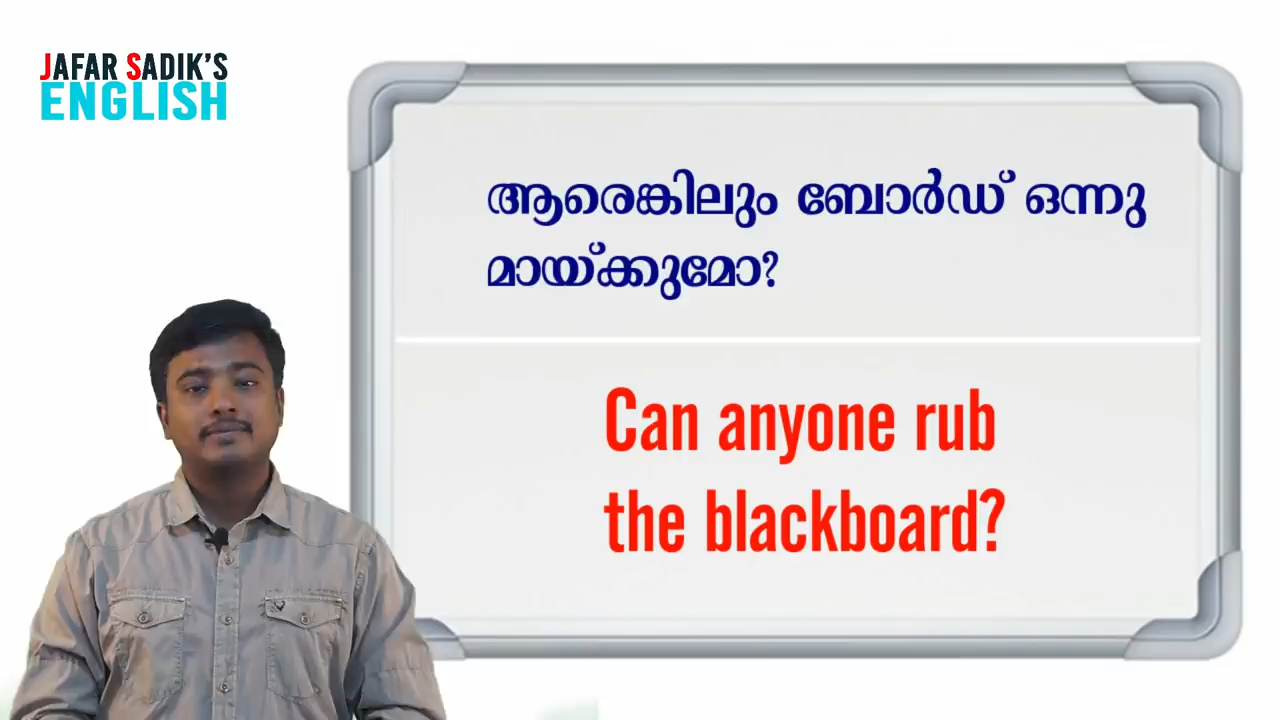 JAFAR SADIK'S
ENGLISH
ആരെങ്കിലും ബോർഡ് ഒന്നു
മായ്ക്കുമോ?
Can anyone rub
the blackboard?